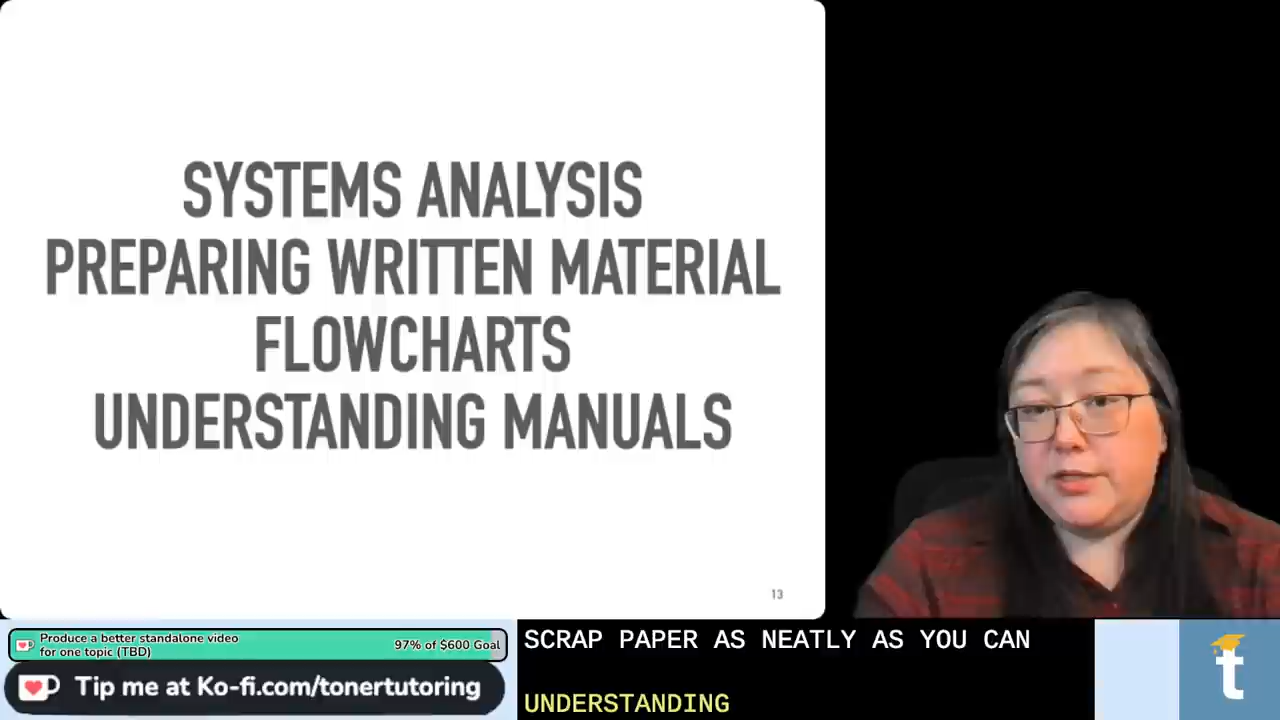 SYSTEMS ANALYSIS
PREPARING WRITTEN MATERIAL
FLOWCHARTS
UNDERSTANDING MANUALS
13
Produce a better standalone video
for one topic (TBD)
97% of $600 Goal
Tip me at Ko-fi.com/tonertutoring
SCRAP PAPER AS NEATLY AS YOU CAN
UNDERSTANDING
t